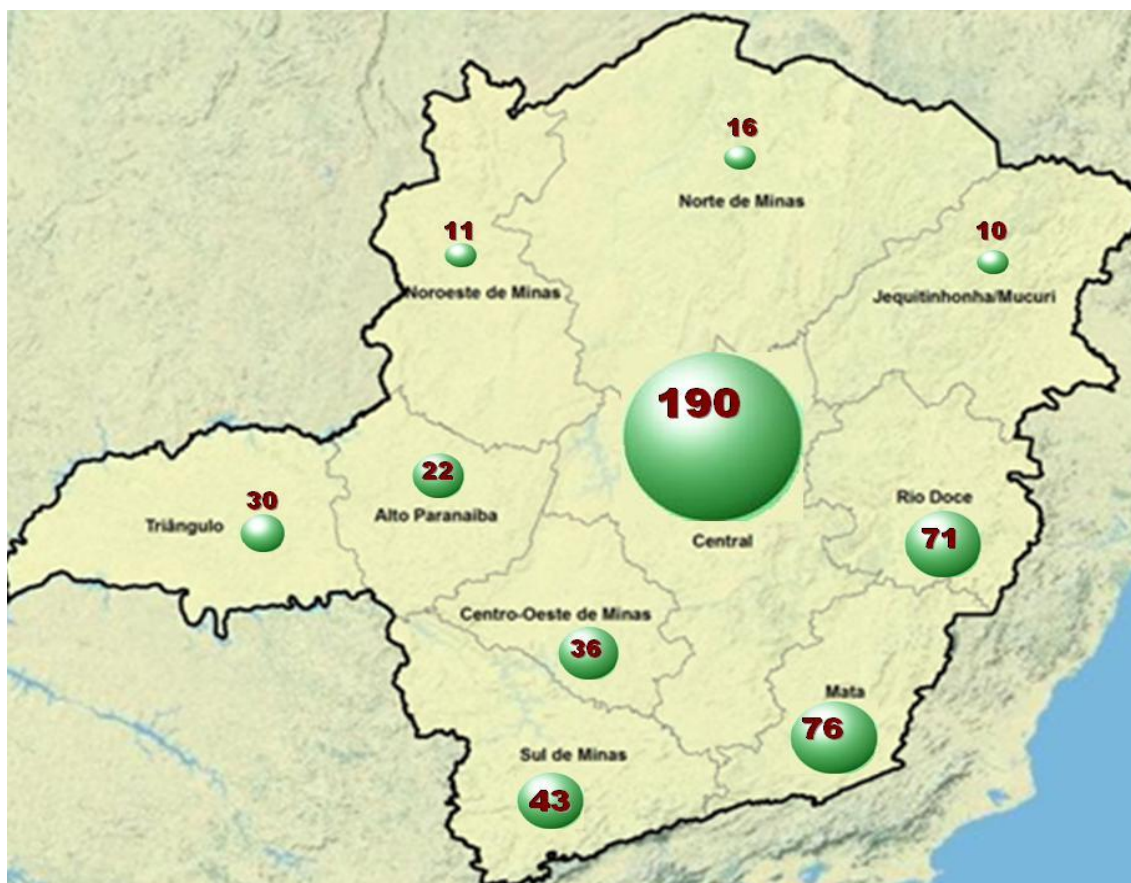 16
Norte de Minas
11
Noroeste de Minas
10
Jequitinhonha/Mucuri
190
Central
22
Alto Paranaiba
30
Triângulo
Rio Doce
71
Centro-Oeste de Minas
36
Mata
76
Sul de Minas
43